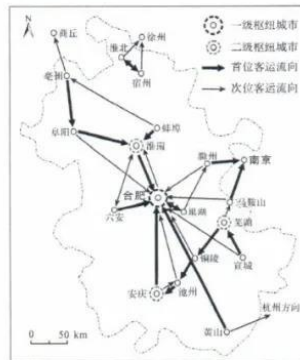 N
商丘
徐州
淮北
宿州
亳州
阜阳
蚌埠
淮南
滁州
南京
合肥
巢湖
马鞍山
六安
芜湖
铜陵
宣城
安庆
池州
黄山
杭州方向
0 50 km
一级枢纽城市
二级枢纽城市
首位客运流向
次位客运流向